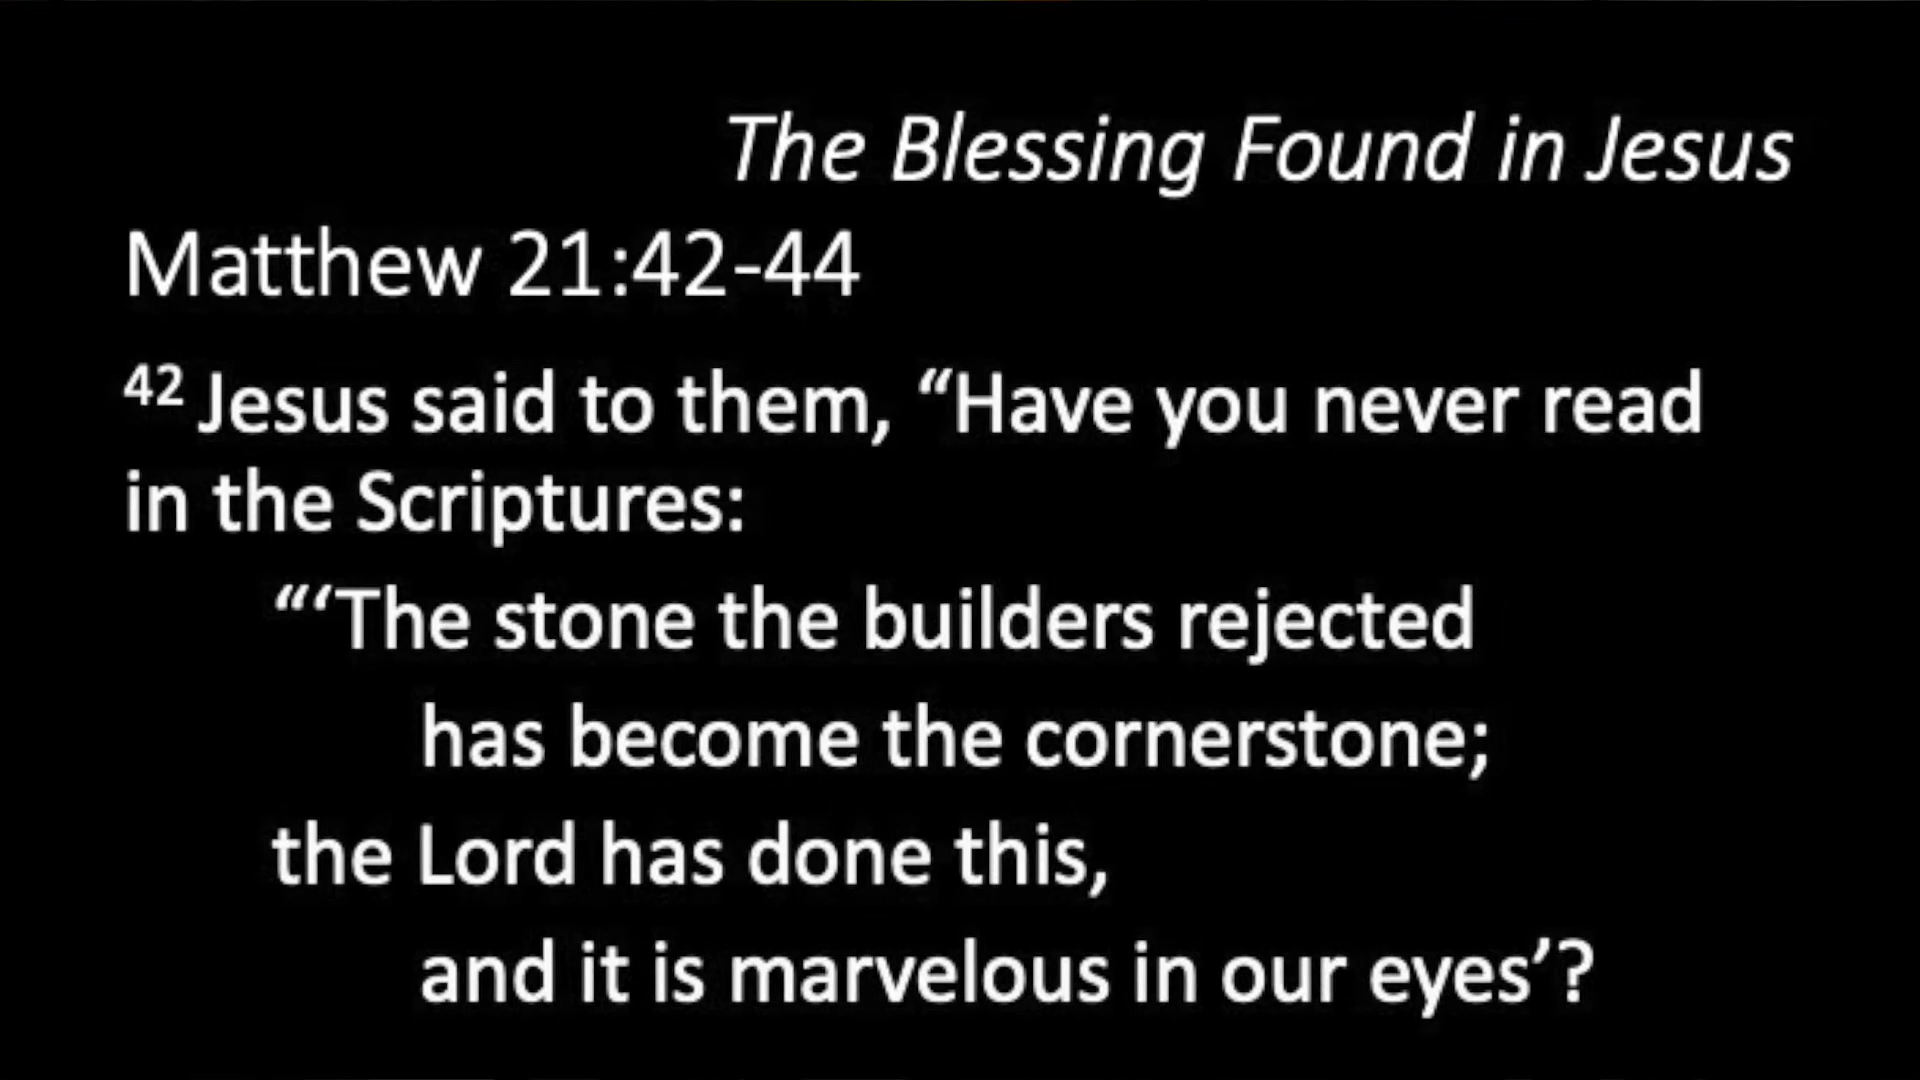 The Blessing Found in Jesus
Matthew 21:42-44
42 Jesus said to them, “Have you never read
in the Scriptures:
“‘The stone the builders rejected
has become the cornerstone;
the Lord has done this,
and it is marvelous in our eyes’?